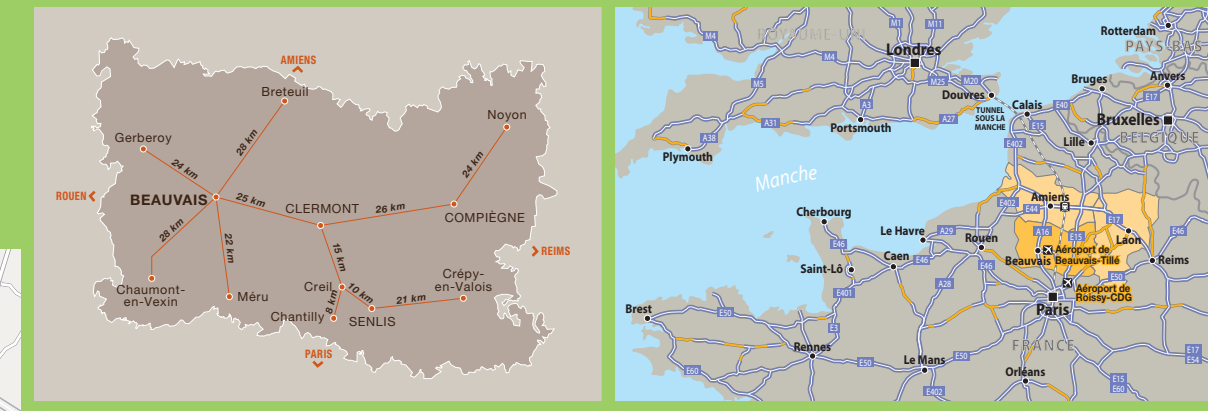 AMIENS
Breteuil
Noyon
Gerberoy
28 km
24 km
24 km
ROUEN
BEAUVAIS
25 km
CLERMONT
26 km
COMPIÈGNE
28 km
22 km
15 km
REIMS
Chaumont-
en-Vexin
Méru
Creil
10 km
Crépy-
en-Valois
21 km
8 km
Chantilly
SENLIS
PARIS
M4
M1
M11
ROYAUME-UNI
Londres
M4
M5
M25
M20
Douvres
A3
A27
A31
A38
Portsmouth
Plymouth
TUNNEL
SOUS LA
MANCHE
Calais
Rotterdam
PAYS-BAS
Bruges
Anvers
E40
E17
E15
Bruxelles
BELGIQUE
Lille
E402
Manche
Cherbourg
Amiens
E402
E44
E17
Le Havre
A29
Rouen
A16
E15
Laon
E46
E46
Saint-Lô
Caen
E46
E46
Beauvais
Aéroport de
Beauvais-Tillé
Reims
E50
E401
A28
Aéroport de
Roissy-CDG
Paris
Brest
E50
E3
FRANCE
Rennes
E50
Le Mans
E50
E17
E54
E60
Orléans
E15
E60
E402